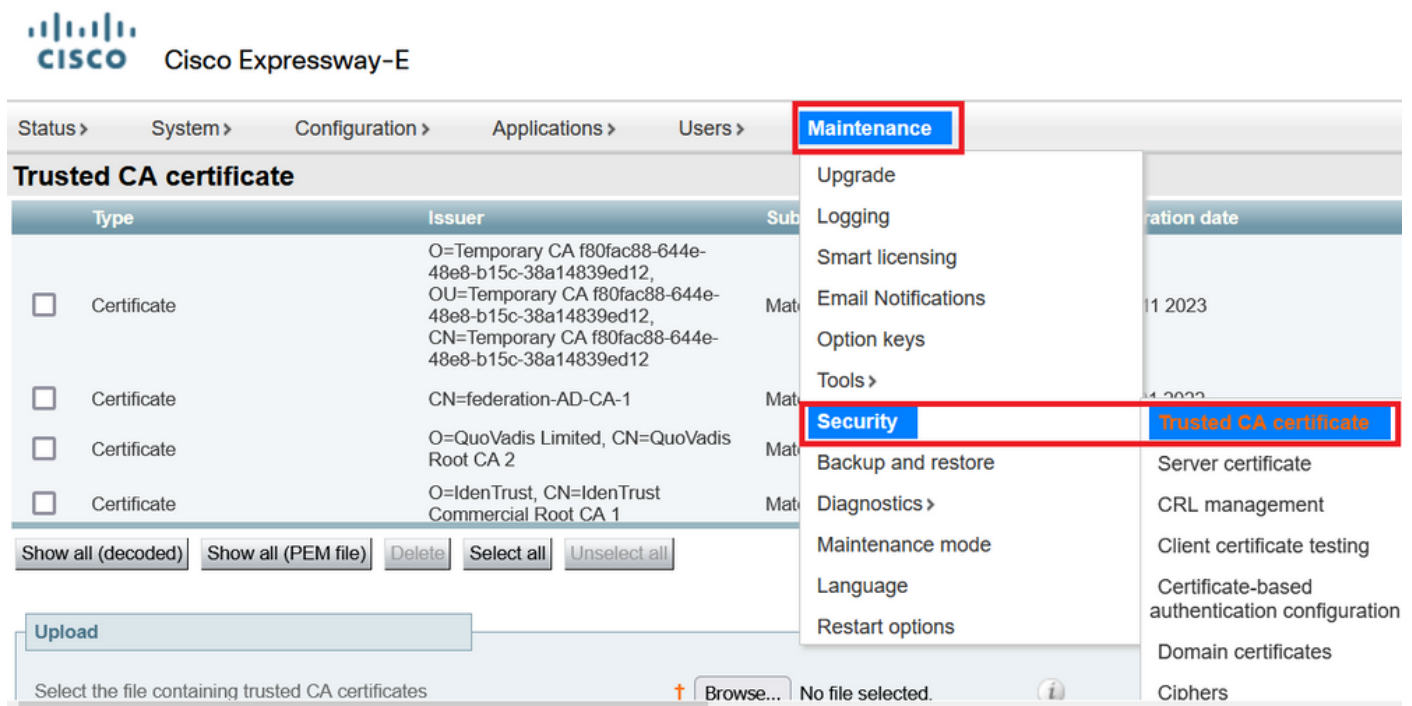 CISCO Cisco Expressway-E
Status > System > Configuration > Applications > Users > Maintenance
Trusted CA certificate
Type Issuer
ration date
O=Temporary CA f80fac88-644e-
48e8-b15c-38a14839ed12,
OU=Temporary CA f80fac88-644e-
48e8-b15c-38a14839ed12,
CN=Temporary CA f80fac88-644e-
48e8-b15c-38a14839ed12
Certificate
11 2023
Certificate CN=federation-AD-CA-1
Certificate O=QuoVadis Limited, CN=QuoVadis
Root CA 2
Certificate O=IdenTrust, CN=IdenTrust
Commercial Root CA 1
Show all (decoded) Show all (PEM file) Delete Select all Unselect all
Upload
Select the file containing trusted CA certificates † Browse... No file selected. i
Upgrade
Logging
Smart licensing
Email Notifications
Option keys
Tools >
Security
Backup and restore
Diagnostics >
Maintenance mode
Language
Restart options
Trusted CA certificate
Server certificate
CRL management
Client certificate testing
Certificate-based
authentication configuration
Domain certificates
Ciphers